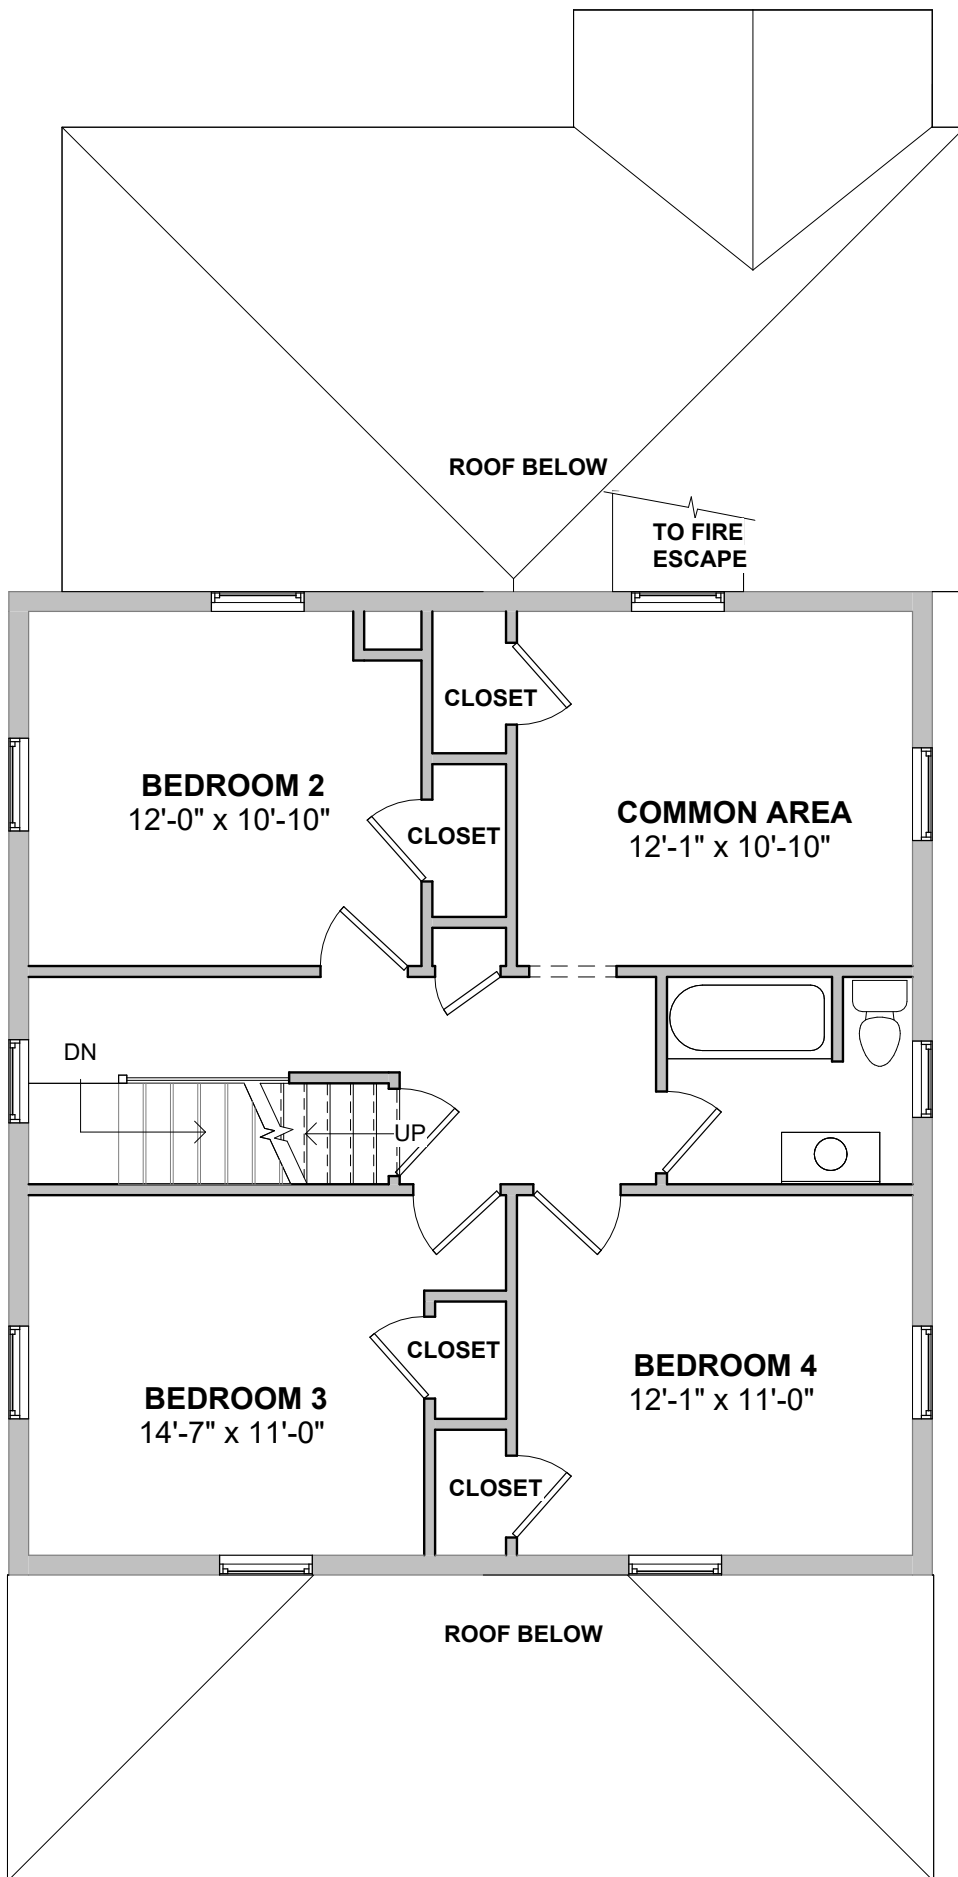 ROOF BELOW
TO FIRE
ESCAPE
CLOSET
BEDROOM 2
12'-0" x 10'-10"
CLOSET
COMMON AREA
12'-1" x 10'-10"
DN
UP
CLOSET
BEDROOM 3
14'-7" x 11'-0"
BEDROOM 4
12'-1" x 11'-0"
CLOSET
ROOF BELOW